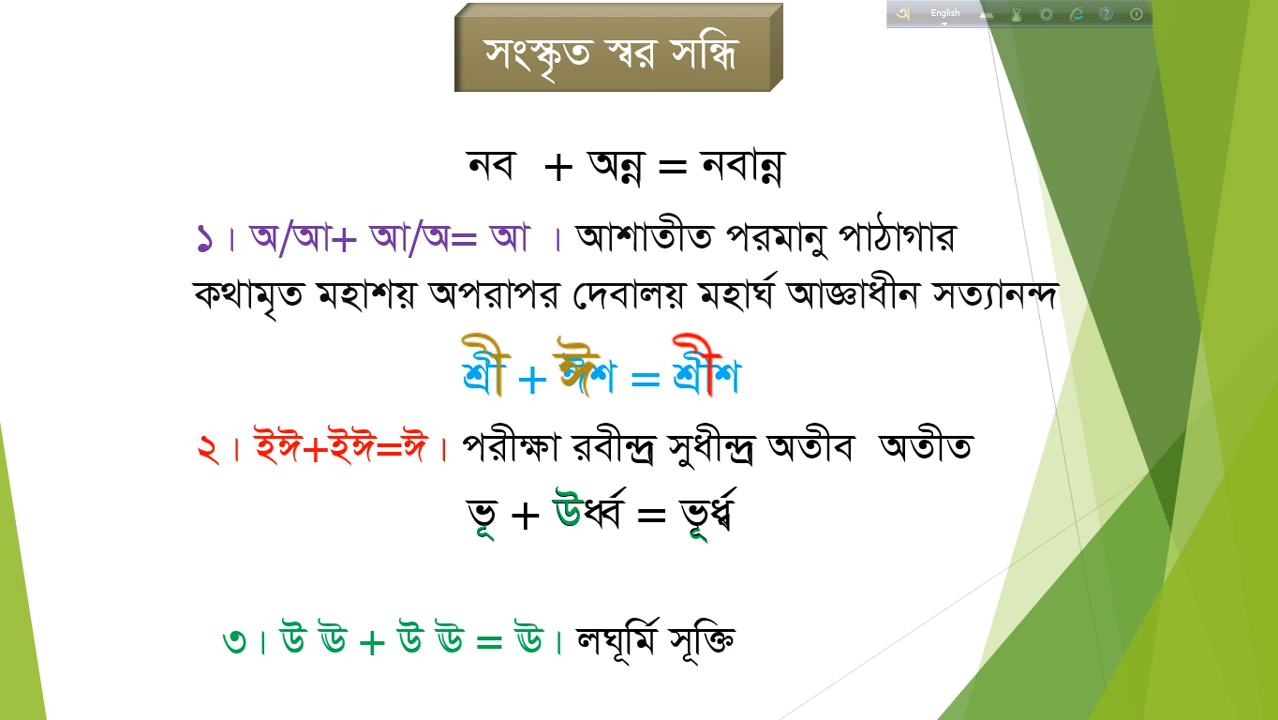 English
সংস্কৃত স্বর সন্ধি
নব + অন্ন = নবান্ন
১। অ/আ+ আ/অ= আ । আশাতীত পরমানু পাঠাগার
কথামৃত মহাশয় অপরাপর দেবালয় মহার্ঘ আজ্ঞাধীন সত্যানন্দ
শ্রী + ঈশ = শ্রীশ
২। ইঈ+ইঈ=ঈ। পরীক্ষা রবীন্দ্র সুধীন্দ্র অতীব অতীত
ভূ + উর্ধ্ব = ভূর্ধ্ব
৩। উ ঊ + উ ঊ = ঊ। লঘূর্মি সূক্তি